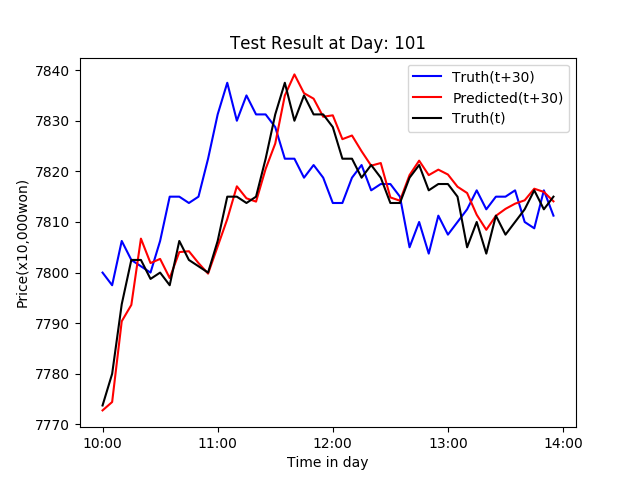 Test Result at Day: 101
Truth(t+30)
Predicted(t+30)
Truth(t)
Price(x10,000won)
7840
7830
7820
7810
7800
7790
7780
7770
10:00 11:00 12:00 13:00 14:00
Time in day